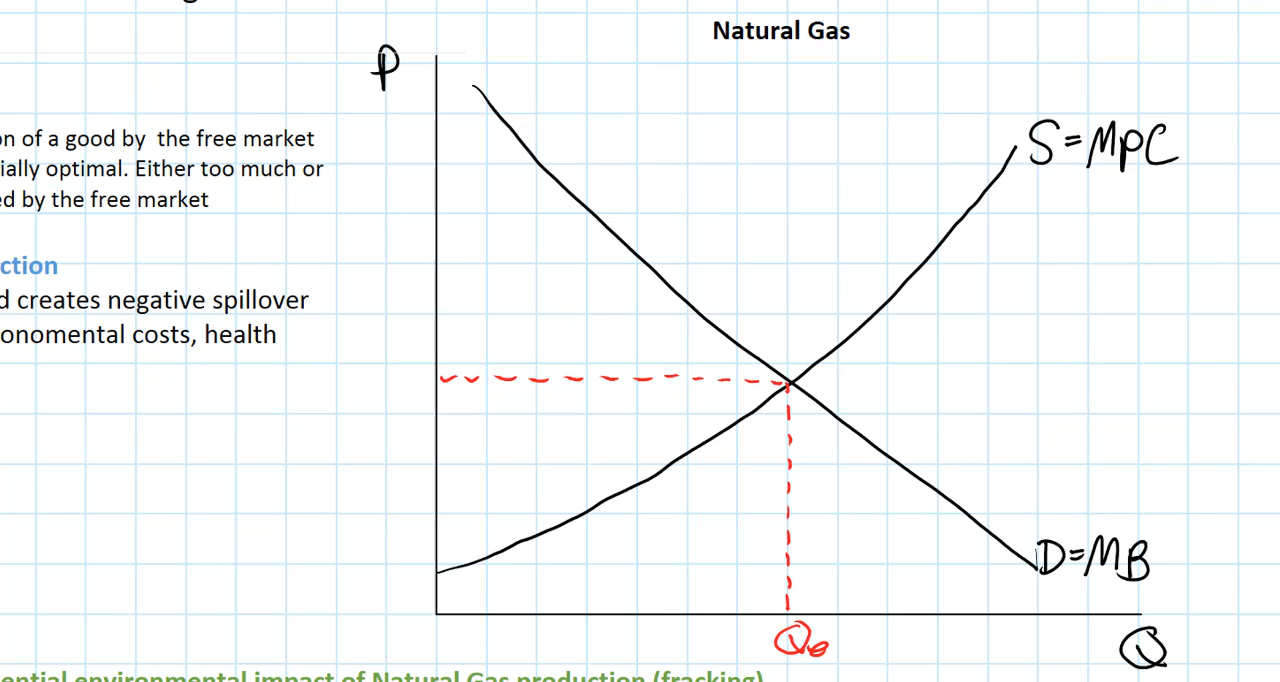 Natural Gas
P
on of a good by the free market
ially optimal. Either too much or
ed by the free market
S=MPC
ction
d creates negative spillover
onomental costs, health
D=MB
Qe
Q
ential environmental impact of Natural Gas production (fracking)